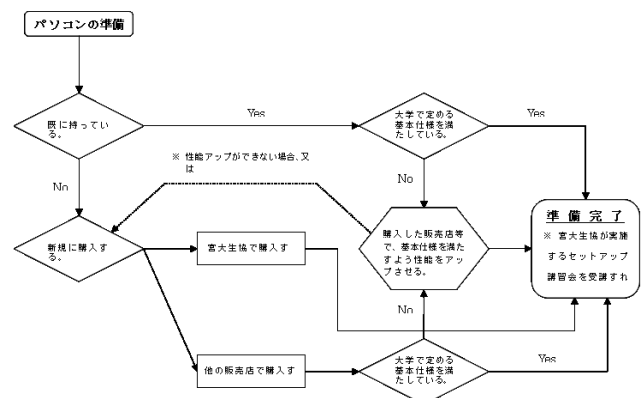 パソコンの準備
既に持っている。
Yes
大学で定める
基本仕様を満
たしている。
Yes
No
※ 性能アップができない場合、又
は
No
新規に購入す
る。
宮大生協で購入す
購入した販売店等
で、基本仕様を満た
すよう性能をアッ
プさせる。
準 備 完 了
※ 宮大生協が実施
するセットアップ
講習会を受講すれ
No
他の販売店で購入す
大学で定める
基本仕様を満
たしている。
Yes